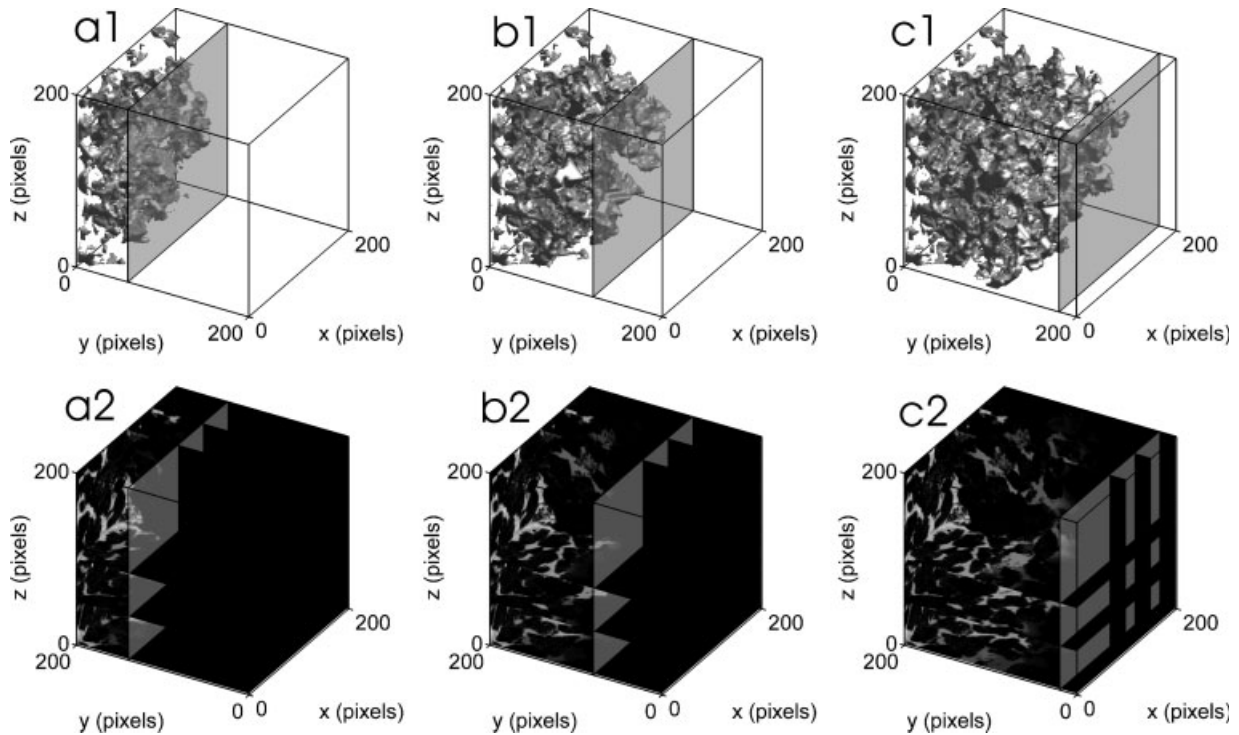 a1 b1 c1
200 200 200
z (pixels) z (pixels) z (pixels)
0 0 0
0 200 0 200
y (pixels) x (pixels)
0 200 0 200
y (pixels) x (pixels)
0 200 0 200
y (pixels) x (pixels)
a2 b2 c2
200 200 200
z (pixels) z (pixels) z (pixels)
0 0 0
200 0 0 200
y (pixels) x (pixels)
200 0 0 200
y (pixels) x (pixels)
200 0 0 200
y (pixels) x (pixels)